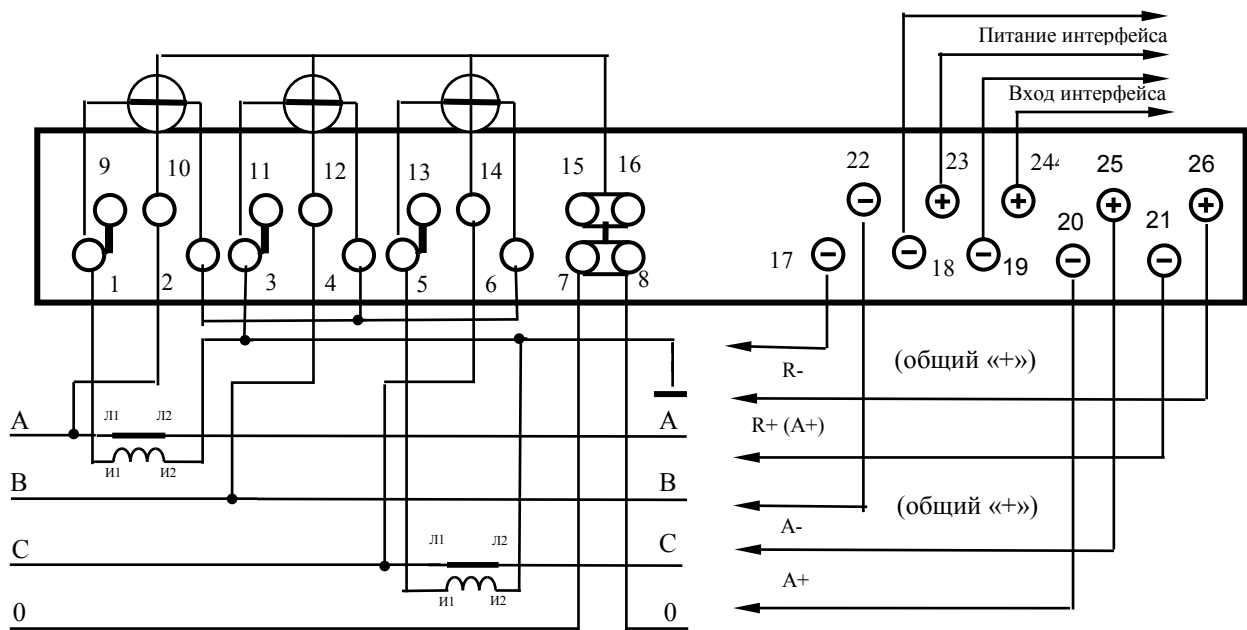 Питание интерфейса
Вход интерфейса
9 10 11 12 13 14 15 16 22 23 244 25 26
20 21
17 18 19
1 2 3 4 5 6 7 8
R-
(общий «+»)
A Л1 Л2 A
R+ (A+)
И1 И2
B B
(общий «+»)
A-
C Л1 Л2 C
A+
И1 И2
0 0